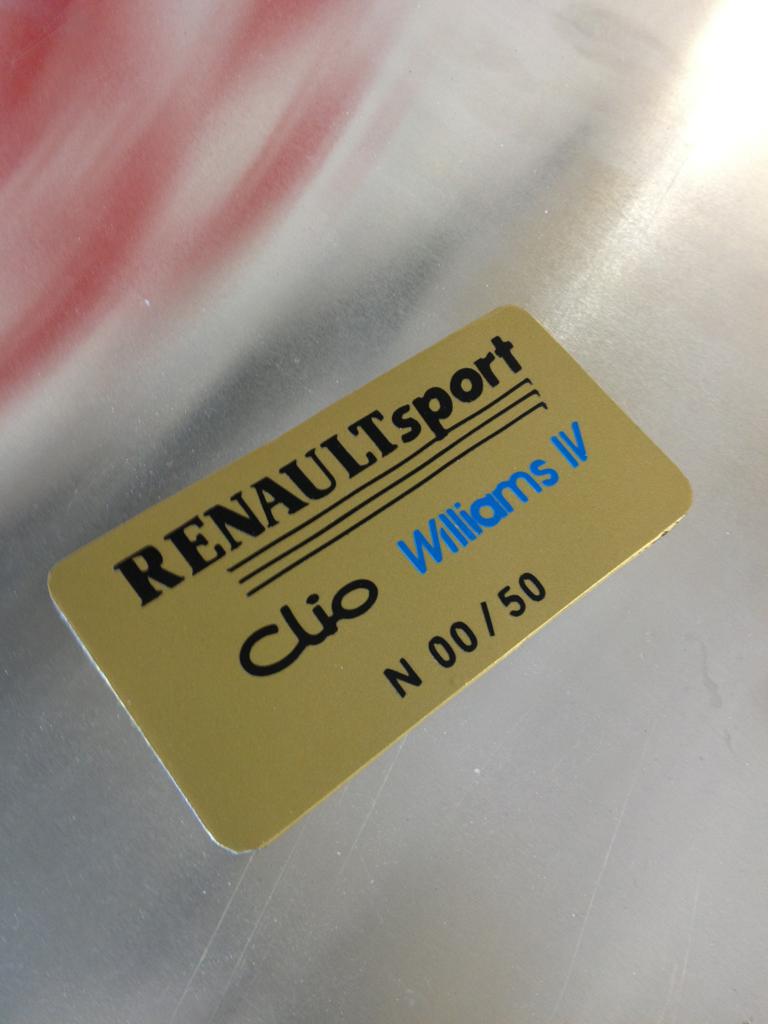 RENAULTsport
Clio Williams IV
N 00/50